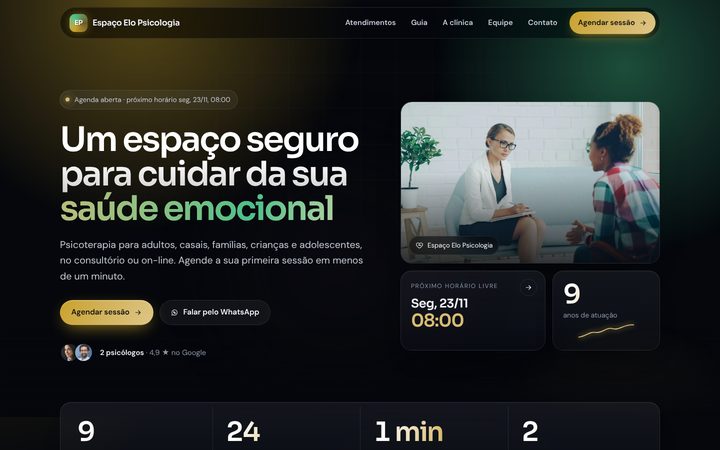 EP Espaço Elo Psicologia
Atendimentos Guia A clínica Equipe Contato Agendar sessão →
Agenda aberta · próximo horário seg, 23/11, 08:00
Um espaço seguro
para cuidar da sua
saúde emocional
Psicoterapia para adultos, casais, famílias, crianças e adolescentes,
no consultório ou on-line. Agende a sua primeira sessão em menos
de um minuto.
Agendar sessão → Falar pelo WhatsApp
2 psicólogos · 4,9 ★ no Google
Espaço Elo Psicologia
PRÓXIMO HORÁRIO LIVRE →
Seg, 23/11
08:00
9
anos de atuação
9 24 1 min 2